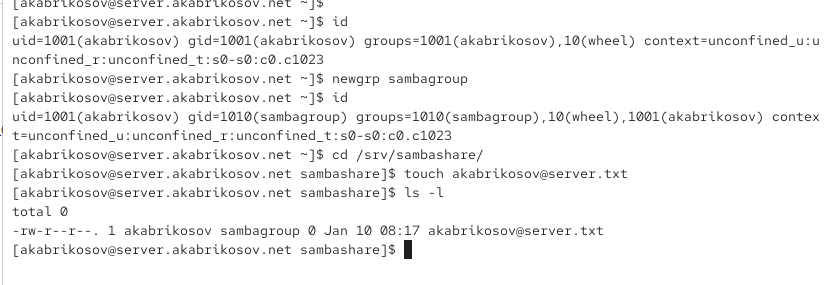 [akabrikosov@server.akabrikosov.net ~]$
[akabrikosov@server.akabrikosov.net ~]$ id
uid=1001(akabrikosov) gid=1001(akabrikosov) groups=1001(akabrikosov),10(wheel) context=unconfined_u:u
nconfined_r:unconfined_t:s0-s0:c0.c1023
[akabrikosov@server.akabrikosov.net ~]$ newgrp sambagroup
[akabrikosov@server.akabrikosov.net ~]$ id
uid=1001(akabrikosov) gid=1010(sambagroup) groups=1010(sambagroup),10(wheel),1001(akabrikosov) contex
t=unconfined_u:unconfined_r:unconfined_t:s0-s0:c0.c1023
[akabrikosov@server.akabrikosov.net ~]$ cd /srv/sambashare/
[akabrikosov@server.akabrikosov.net sambashare]$ touch akabrikosov@server.txt
[akabrikosov@server.akabrikosov.net sambashare]$ ls -l
total 0
-rw-r--r--. 1 akabrikosov sambagroup 0 Jan 10 08:17 akabrikosov@server.txt
[akabrikosov@server.akabrikosov.net sambashare]$